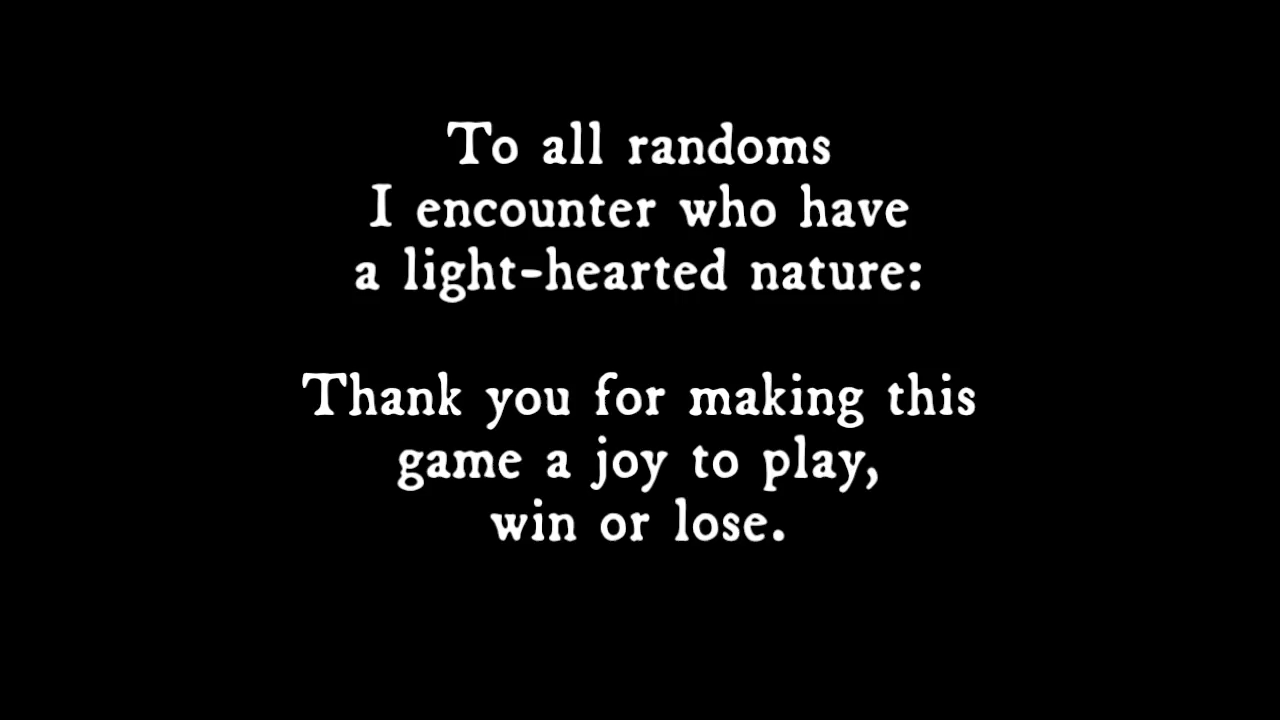 To all randoms
I encounter who have
a light-hearted nature:
Thank you for making this
game a joy to play,
win or lose.